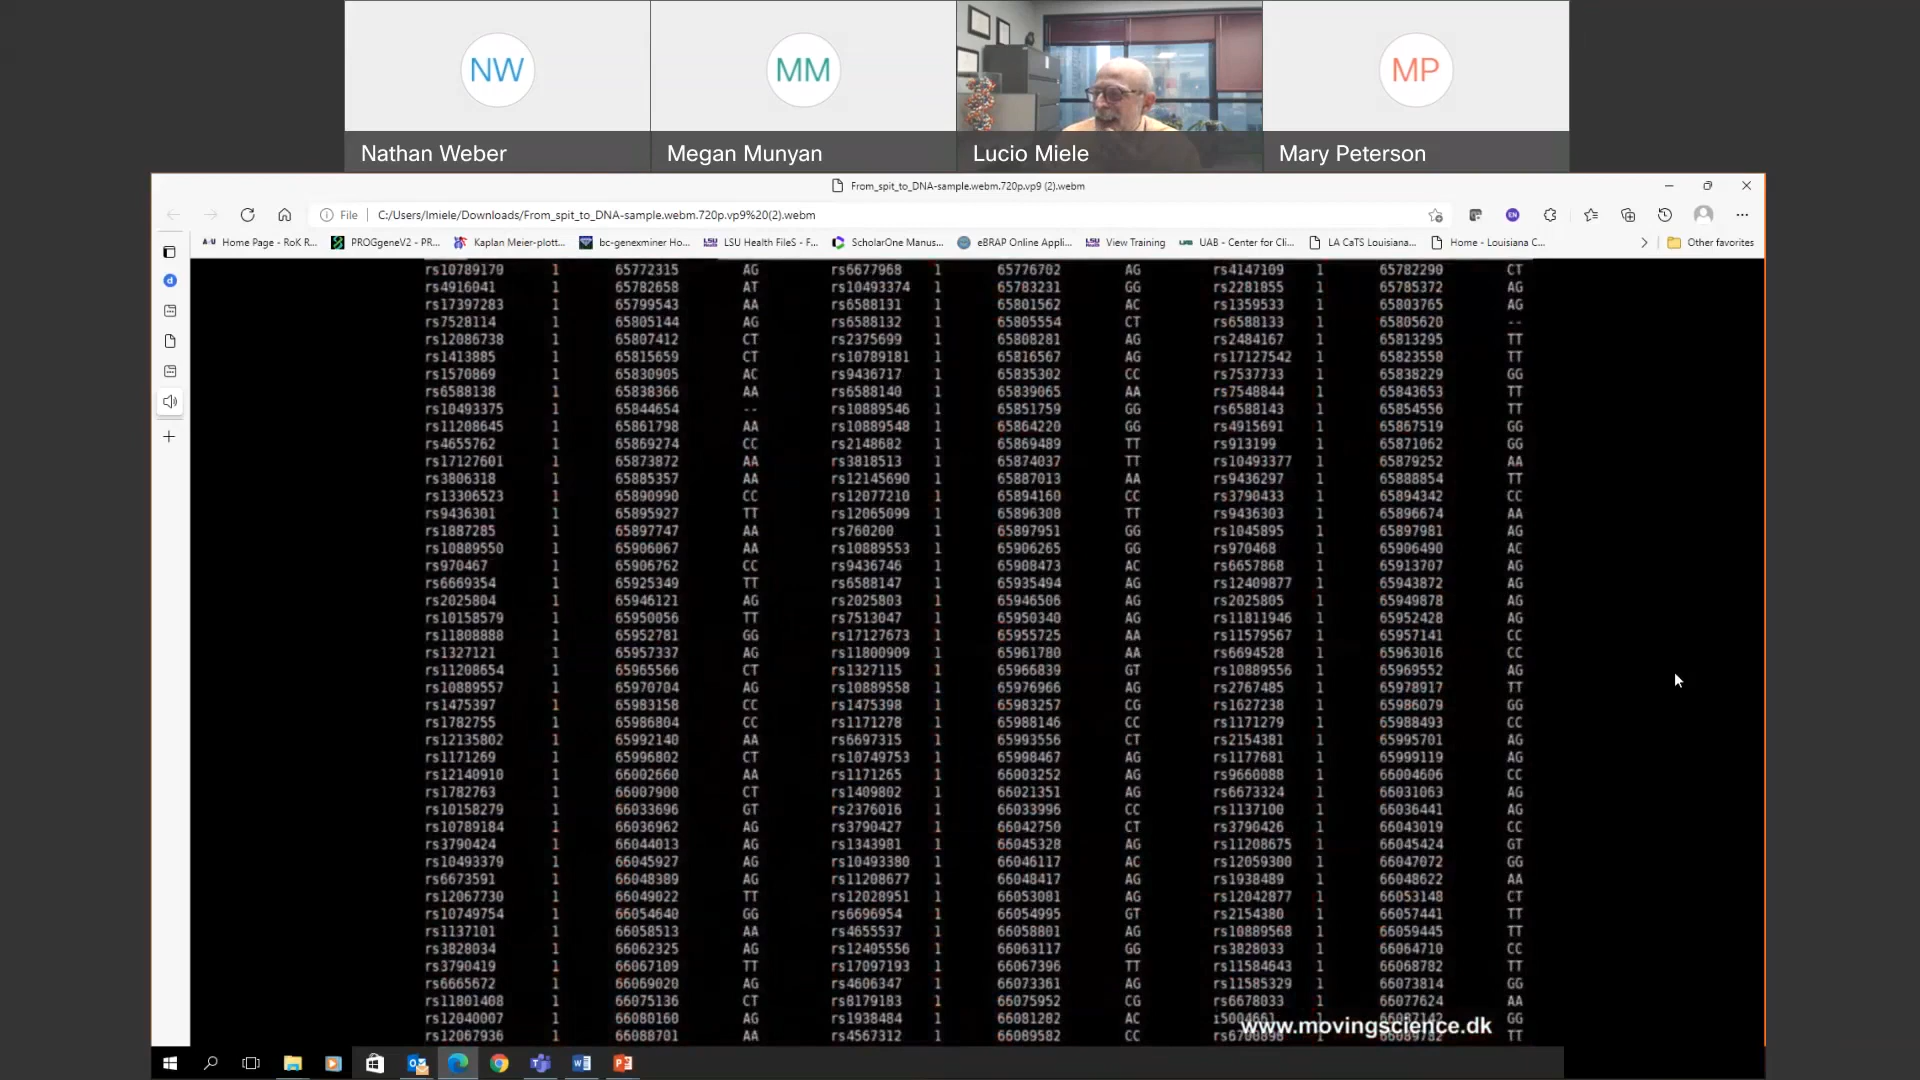 NW
MM
MP
Nathan Weber
Megan Munyan
Lucio Miele
Mary Peterson
From_spit_to_DNA-sample.webm.720p.vp9 (2).webm
File C:/Users/lmiele/Downloads/From_spit_to_DNA-sample.webm.720p.vp9%20(2).webm
Home Page - RoK R... PROGgeneV2 - PR... Kaplan Meier-plott... bc-genexminer Ho... LSU Health FileS - F... ScholarOne Manus... eBRAP Online Appli... View Training UAB - Center for Cli... LA CaTS Louisiana... Home - Louisiana C... Other favorites
rs10789170 1 65772315 AG rs6677968 1 65776702 AG rs4147109 1 65782290 CT
rs4916041 1 65782658 AT rs10493374 1 65783231 GG rs2281855 1 65785372 AG
rs17397283 1 65799543 AA rs6588131 1 65801562 AC rs1359533 1 65803765 AG
rs7528114 1 65805144 AG rs6588132 1 65805554 CT rs6588133 1 65805620 --
rs12086738 1 65807412 CT rs2375699 1 65808281 AG rs2484167 1 65813295 TT
rs1413885 1 65815659 CT rs10789181 1 65816567 AG rs17127542 1 65823558 TT
rs1570869 1 65830905 AC rs9436717 1 65835302 CC rs7537733 1 65838229 GG
rs6588138 1 65838366 AA rs6588140 1 65839065 AA rs7548844 1 65843653 TT
rs10493375 1 65844654 -- rs10889546 1 65851759 GG rs6588143 1 65854556 TT
rs11208645 1 65861798 AA rs10889548 1 65864220 GG rs4915691 1 65867519 GG
rs4655762 1 65869274 CC rs2148682 1 65869489 TT rs913199 1 65871062 GG
rs17127601 1 65873872 AA rs3818513 1 65874037 TT rs10493377 1 65879252 AA
rs3806318 1 65885357 AA rs12145690 1 65887013 AA rs9436297 1 65888854 TT
rs13306523 1 65890990 CC rs12077210 1 65894160 CC rs3790433 1 65894342 CC
rs9436301 1 65895927 TT rs12065099 1 65896308 TT rs9436303 1 65896674 AA
rs1887285 1 65897747 AA rs760200 1 65897951 GG rs1045895 1 65897981 AG
rs10889550 1 65906067 AA rs10889553 1 65906265 GG rs970468 1 65906490 AC
rs970467 1 65906762 CC rs9436746 1 65908473 AC rs6657868 1 65913707 AG
rs6669354 1 65925349 TT rs6588147 1 65935494 AG rs12409877 1 65943872 AG
rs2025804 1 65946121 AG rs2025803 1 65946506 AG rs2025805 1 65949878 AG
rs10158579 1 65950056 TT rs7513047 1 65950340 AG rs11811946 1 65952428 AG
rs11808888 1 65952781 GG rs17127673 1 65955725 AA rs11579567 1 65957141 CC
rs1327121 1 65957337 AG rs11800909 1 65961780 AA rs6694528 1 65963016 CC
rs11208654 1 65965566 CT rs1327115 1 65966839 GT rs10889556 1 65969552 AG
rs10889557 1 65970704 AG rs10889558 1 65976966 AG rs2767485 1 65978917 TT
rs1475397 1 65983158 CC rs1475398 1 65983257 CG rs1627238 1 65986079 GG
rs1782755 1 65986804 CC rs1171278 1 65988146 CC rs1171279 1 65988493 CC
rs12135802 1 65992140 AA rs6697315 1 65993556 CT rs2154381 1 65995701 AG
rs1171269 1 65996802 CT rs10749753 1 65998467 AG rs1177681 1 65999119 AG
rs12140910 1 66002660 AA rs1171265 1 66003252 AG rs9660088 1 66004606 CC
rs1782763 1 66007900 CT rs1409802 1 66021351 AG rs6673324 1 66031063 AG
rs10158279 1 66033696 GT rs2376016 1 66033996 CC rs1137100 1 66036441 AG
rs10789184 1 66036962 AG rs3790427 1 66042750 CT rs3790426 1 66043019 CC
rs3790424 1 66044013 AG rs1343981 1 66045328 AG rs11208675 1 66045424 GT
rs10493379 1 66045927 AG rs10493380 1 66046117 AC rs12059300 1 66047072 GG
rs6673591 1 66048389 AG rs11208677 1 66048417 AG rs1938489 1 66048622 AA
rs12067730 1 66049022 TT rs12028951 1 66053081 AG rs12042877 1 66053148 CT
rs10749754 1 66054640 GG rs6696954 1 66054995 GT rs2154380 1 66057441 TT
rs1137101 1 66058513 AA rs4655537 1 66058801 AG rs10889568 1 66059445 TT
rs3828034 1 66062325 AG rs12405556 1 66063117 GG rs3828033 1 66064710 CC
rs3790419 1 66067109 TT rs17097193 1 66067396 TT rs11584643 1 66068782 TT
rs6665672 1 66069020 AG rs4606347 1 66073361 AG rs11585329 1 66073814 GG
rs11801408 1 66075136 CT rs8179183 1 66075952 CG rs6678033 1 66077624 AA
rs12040007 1 66080160 AG rs1938484 1 66081282 AC GG
rs12067936 1 66088701 AA rs4567312 1 66089582 CC TT
www.movingscience.dk